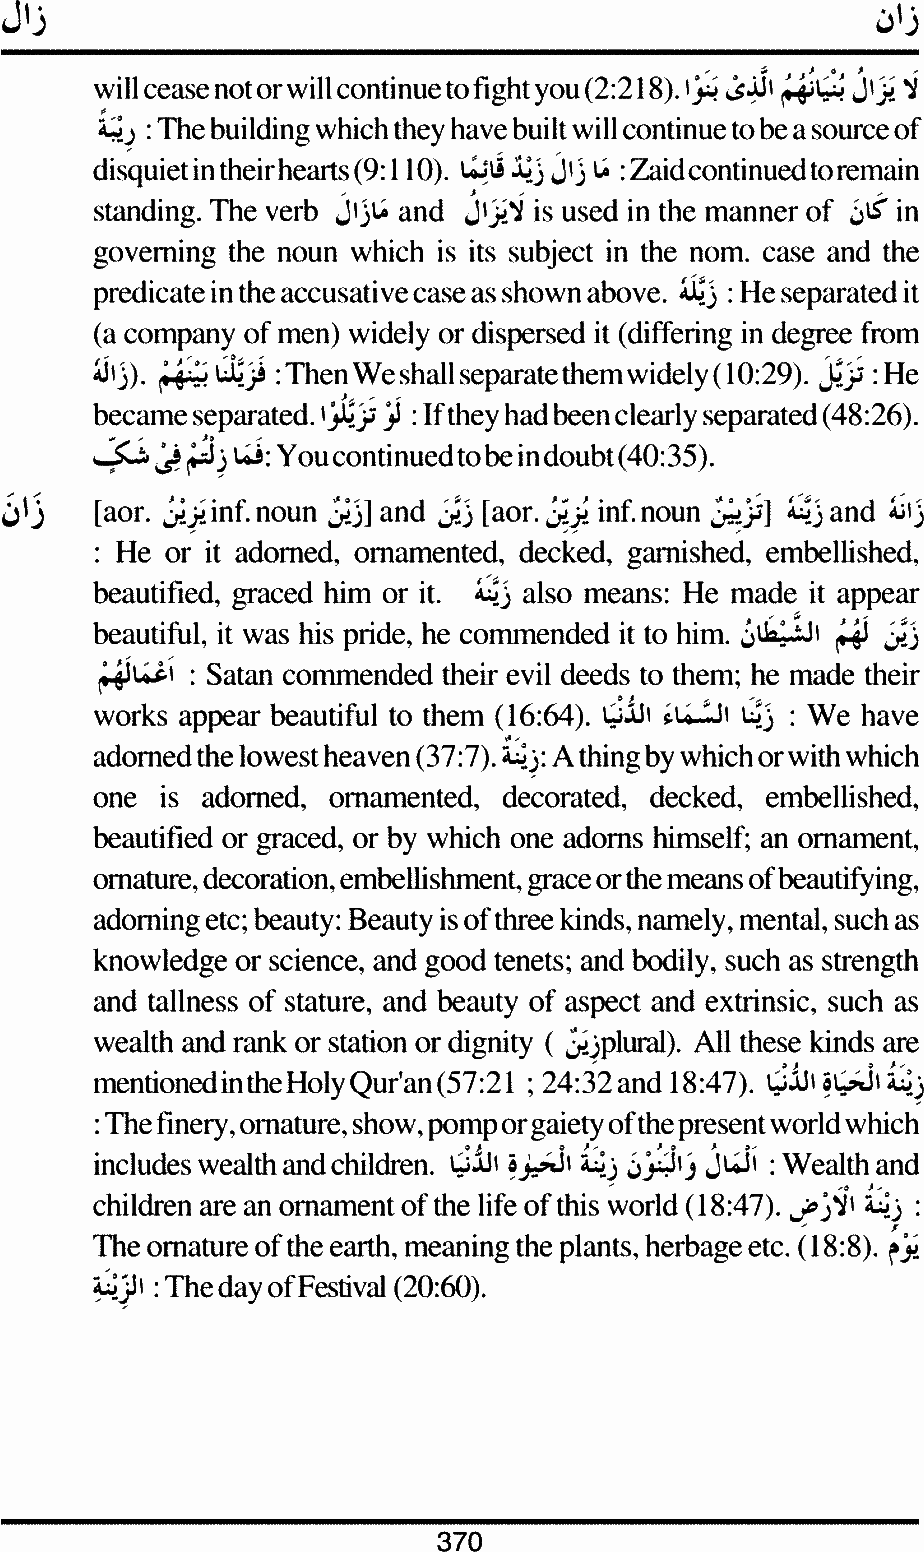 زال زان
will cease not or will continue to fight you (2:218). لَا يَزَالُ بُنْيَانُهُمُ الَّذِىْ بَنَوْا
رِيْبَةً : The building which they have built will continue to be a source of
disquiet in their hearts (9:110). مَا زَالَ زَيْدٌ قَائِمًا : Zaid continued to remain
standing. The verb مَازَالَ and لَايَزَالُ is used in the manner of كَانَ in
governing the noun which is its subject in the nom. case and the
predicate in the accusative case as shown above. زَيَّلَهٗ : He separated it
(a company of men) widely or dispersed it (differing in degree from
زَالَهٗ). فَزَيَّلْنَا بَيْنَهُمْ : Then We shall separate them widely (10:29). تَزَيَّلَ : He
became separated. لَوْ تَزَيَّلُوْا : If they had been clearly separated (48:26).
فَمَا زِلْتُمْ فِىْ شَكٍّ: You continued to be in doubt (40:35).
زَانَ [aor. يَزِيْنُ inf. noun زَيْنٌ] and زَيَّنَ [aor. يُزَيِّنُ inf. noun تَزْيِيْنٌ] زَيَّنَهٗ and زَانَهٗ
: He or it adorned, ornamented, decked, garnished, embellished,
beautified, graced him or it. زَيَّنَهٗ also means: He made it appear
beautiful, it was his pride, he commended it to him. زَيَّنَ لَهُمُ الشَّيْطَانُ
اَعْمَالَهُمْ : Satan commended their evil deeds to them; he made their
works appear beautiful to them (16:64). زَيَّنَّا السَّمَاءَ الدُّنْيَا : We have
adorned the lowest heaven (37:7). زِيْنَةٌ: A thing by which or with which
one is adorned, ornamented, decorated, decked, embellished,
beautified or graced, or by which one adorns himself; an ornament,
ornature, decoration, embellishment, grace or the means of beautifying,
adorning etc; beauty: Beauty is of three kinds, namely, mental, such as
knowledge or science, and good tenets; and bodily, such as strength
and tallness of stature, and beauty of aspect and extrinsic, such as
wealth and rank or station or dignity ( زِيَنٌ plural). All these kinds are
mentioned in the Holy Qur'an (57:21 ; 24:32 and 18:47). زِيْنَةُ الْحَيَاةِ الدُّنْيَا
: The finery, ornature, show, pomp or gaiety of the present world which
includes wealth and children. اَلْمَالُ وَالْبَنُوْنَ زِيْنَةُ الْحَيٰوةِ الدُّنْيَا : Wealth and
children are an ornament of the life of this world (18:47). زِيْنَةُ الْاَرْضِ :
The ornature of the earth, meaning the plants, herbage etc. (18:8). يَوْمُ
الزِّيْنَةِ : The day of Festival (20:60).
370